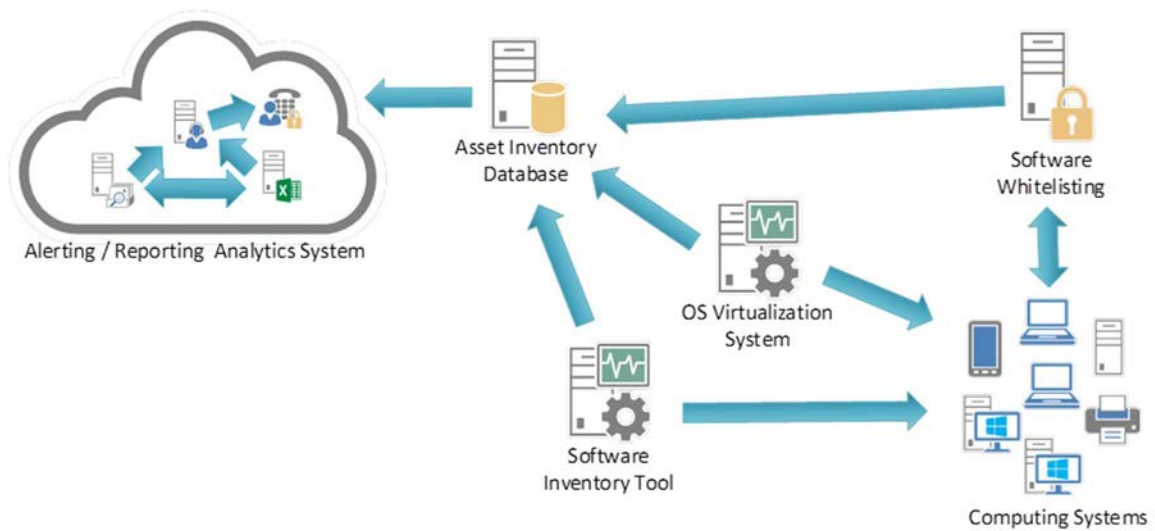 Asset Inventory
Database
Software
Whitelisting
Alerting / Reporting Analytics System
OS Virtualization
System
Software
Inventory Tool
Computing Systems